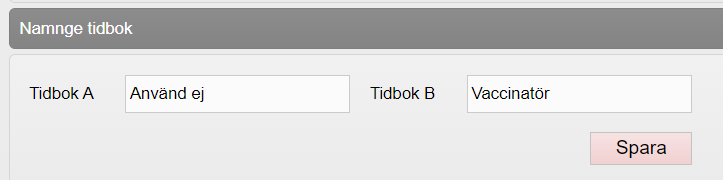 Namnge tidbok
Tidbok A Använd ej Tidbok B Vaccinatör
Spara